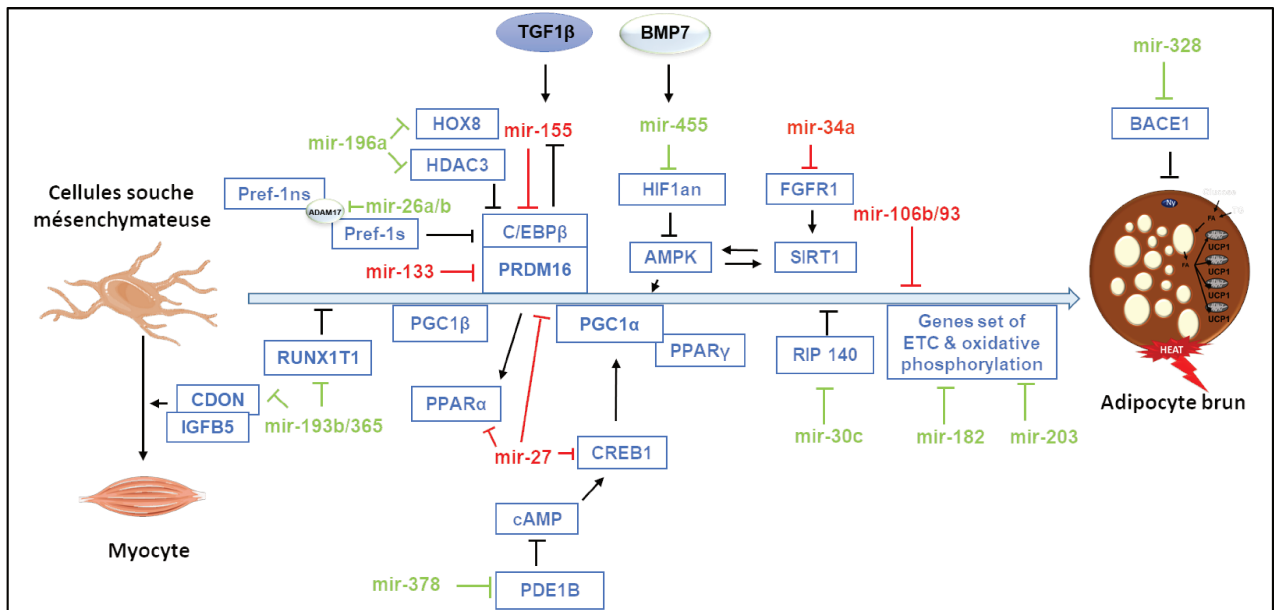 TGF1β
BMP7
mir-328
mir-196a
HOX8
mir-155
mir-455
mir-34a
BACE1
HDAC3
Cellules souche
mésenchymateuse
Pref-1ns
ADAM17
mir-26a/b
Pref-1s
C/EBPβ
HIF1an
FGFR1
mir-106b/93
mir-133
PRDM16
AMPK
SIRT1
Ny
FA
FA
UCP1
UCP1
UCP1
UCP1
HEAT
Adipocyte brun
PGC1β
PGC1α
PPARγ
RIP 140
Genes set of
ETC & oxidative
phosphorylation
RUNX1T1
CDON
IGFB5
mir-193b/365
PPARα
mir-27
CREB1
mir-30c
mir-182
mir-203
cAMP
Myocyte
mir-378
PDE1B